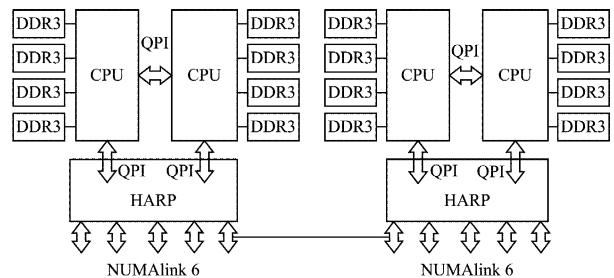 DDR3 DDR3 DDR3 DDR3
QPI QPI
DDR3 CPU CPU DDR3 DDR3 CPU CPU DDR3
DDR3 DDR3 DDR3 DDR3
DDR3 DDR3 DDR3 DDR3
QPI QPI QPI QPI
HARP HARP
NUMAlink 6 NUMAlink 6